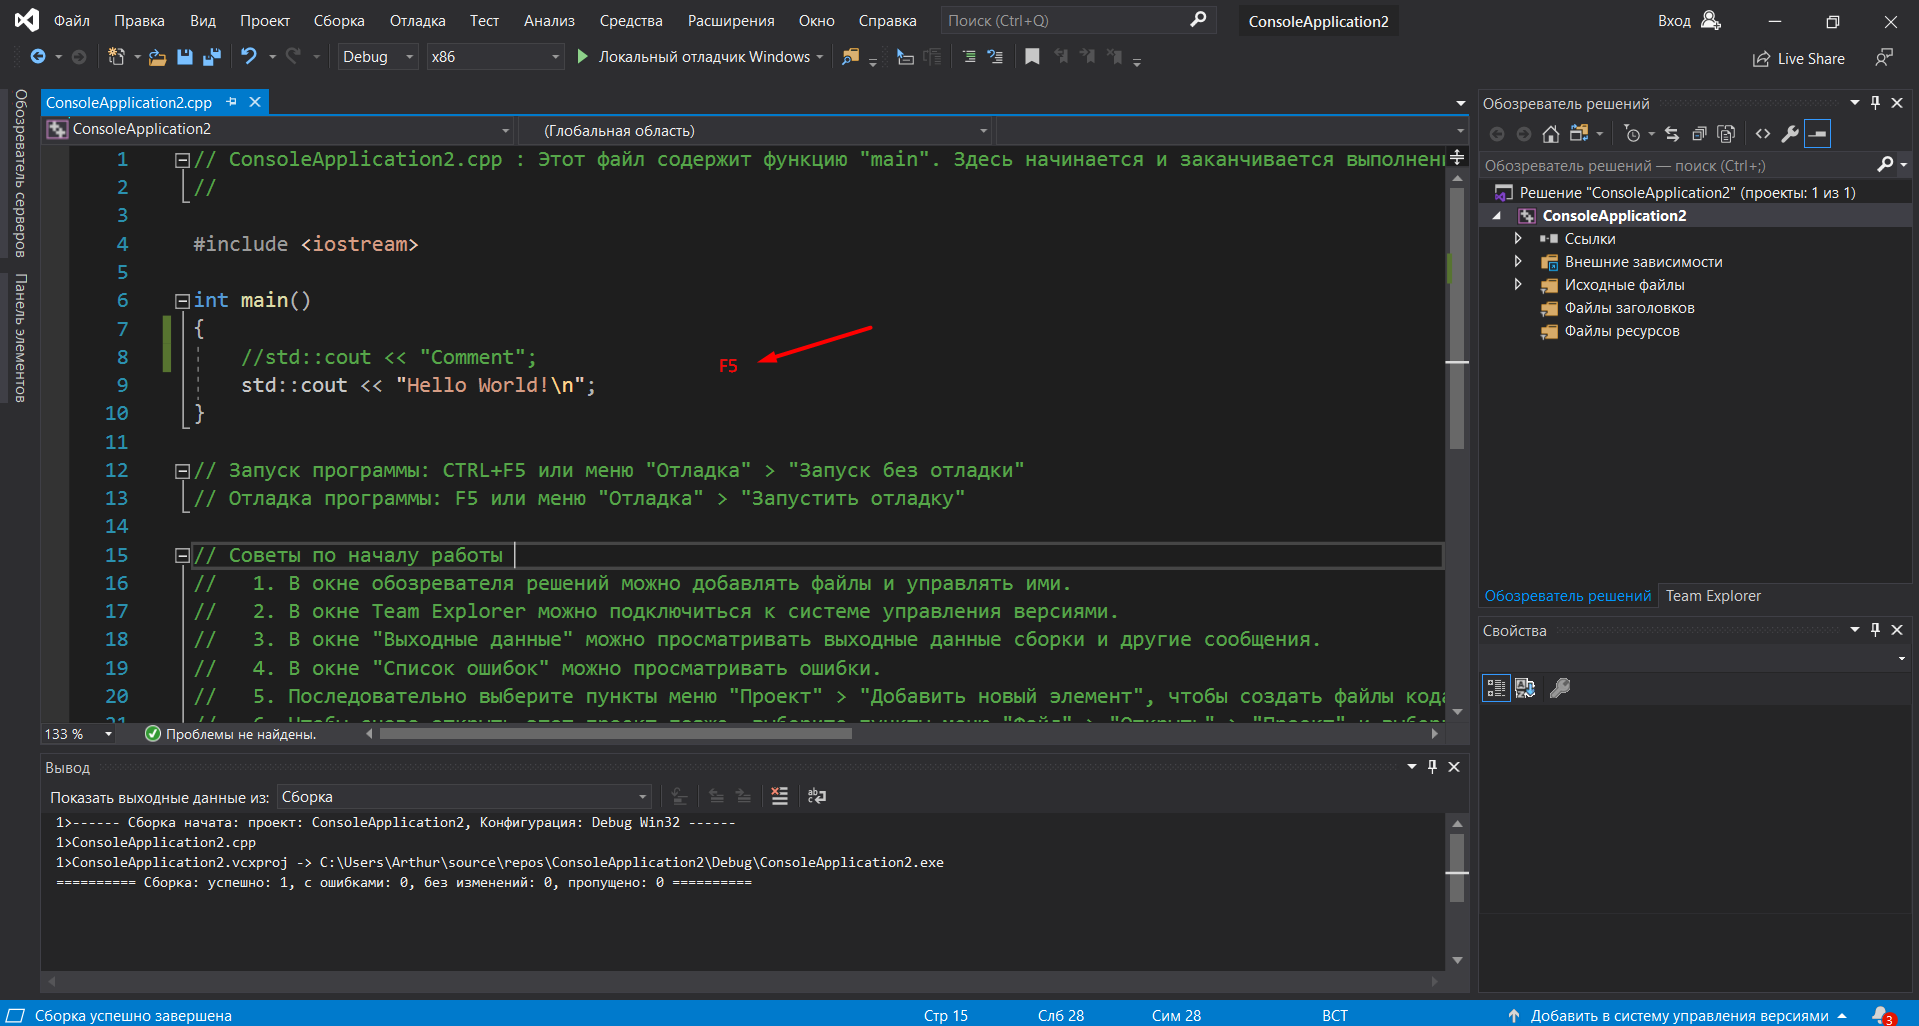 Файл Правка Вид Проект Сборка Отладка Тест Анализ Средства Расширения Окно Справка Поиск (Ctrl+Q) ConsoleApplication2 Вход
Debug x86 Локальный отладчик Windows Live Share
Обозреватель серверов
Панель элементов
ConsoleApplication2.cpp
ConsoleApplication2 (Глобальная область)
1 // ConsoleApplication2.cpp : Этот файл содержит функцию "main". Здесь начинается и заканчивается
2 //
3
4 #include <iostream>
5
6 int main()
7 {
8 //std::cout << "Comment";
F5
9 std::cout << "Hello World!\n";
10 }
11
12 // Запуск программы: CTRL+F5 или меню "Отладка" > "Запуск без отладки"
13 // Отладка программы: F5 или меню "Отладка" > "Запустить отладку"
14
15 // Советы по началу работы
16 // 1. В окне обозревателя решений можно добавлять файлы и управлять ими.
17 // 2. В окне Team Explorer можно подключиться к системе управления версиями.
18 // 3. В окне "Выходные данные" можно просматривать выходные данные сборки и другие сообщения.
19 // 4. В окне "Список ошибок" можно просматривать ошибки.
20 // 5. Последовательно выберите пункты меню "Проект" > "Добавить новый элемент", чтобы создать файлы кода
133 % Проблемы не найдены.
Вывод
Показать выходные данные из: Сборка
1>------ Сборка начата: проект: ConsoleApplication2, Конфигурация: Debug Win32 ------
1>ConsoleApplication2.cpp
1>ConsoleApplication2.vcxproj -> C:\Users\Arthur\source\repos\ConsoleApplication2\Debug\ConsoleApplication2.exe
========== Сборка: успешно: 1, с ошибками: 0, без изменений: 0, пропущено: 0 ==========
Обозреватель решений
Обозреватель решений — поиск (Ctrl+;)
Решение "ConsoleApplication2" (проекты: 1 из 1)
ConsoleApplication2
Ссылки
Внешние зависимости
Исходные файлы
Файлы заголовков
Файлы ресурсов
Обозреватель решений Team Explorer
Свойства
Сборка успешно завершена Стр 15 Слб 28 Сим 28 ВСТ Добавить в систему управления версиями 3